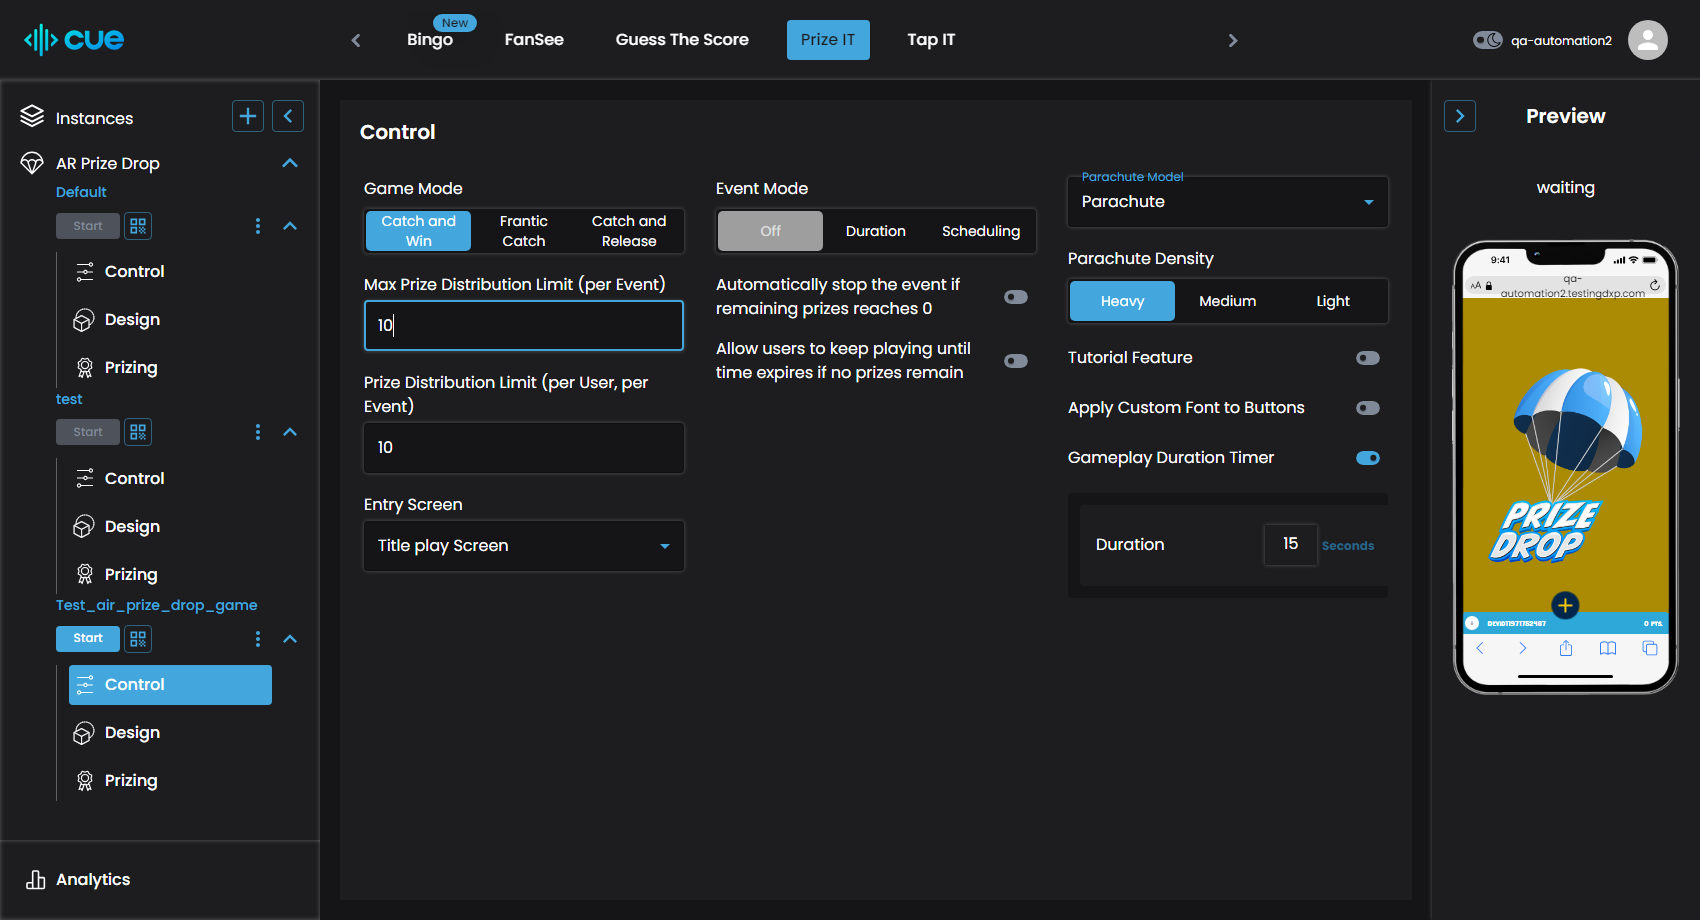 cue
New
Bingo
FanSee
Guess The Score
Prize IT
Tap IT
qa-automation2
Instances
AR Prize Drop
Default
Start
Control
Design
Prizing
test
Start
Control
Design
Prizing
Test_air_prize_drop_game
Start
Control
Design
Prizing
Analytics
Control
Game Mode
Catch and
Win
Frantic
Catch
Catch and
Release
Max Prize Distribution Limit (per Event)
10
Prize Distribution Limit (per User, per
Event)
10
Entry Screen
Title play Screen
Event Mode
Off
Duration
Scheduling
Automatically stop the event if
remaining prizes reaches 0
Allow users to keep playing until
time expires if no prizes remain
Parachute Model
Parachute
Parachute Density
Heavy
Medium
Light
Tutorial Feature
Apply Custom Font to Buttons
Gameplay Duration Timer
Duration
15
Seconds
Preview
waiting
9:41
AA
qa-
automation2.testingdxp.com
PRIZE
DROP
0 PTS.